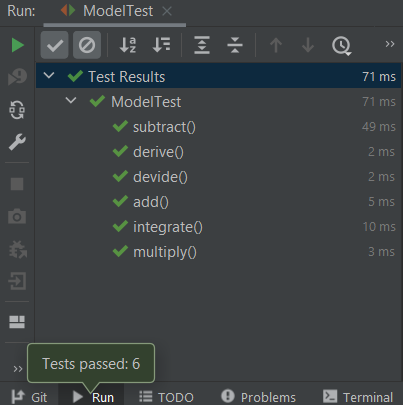 Run: ModelTest
Test Results 71 ms
ModelTest 71 ms
subtract() 49 ms
derive() 2 ms
devide() 2 ms
add() 5 ms
integrate() 10 ms
multiply() 3 ms
Tests passed: 6
Git Run TODO Problems Terminal